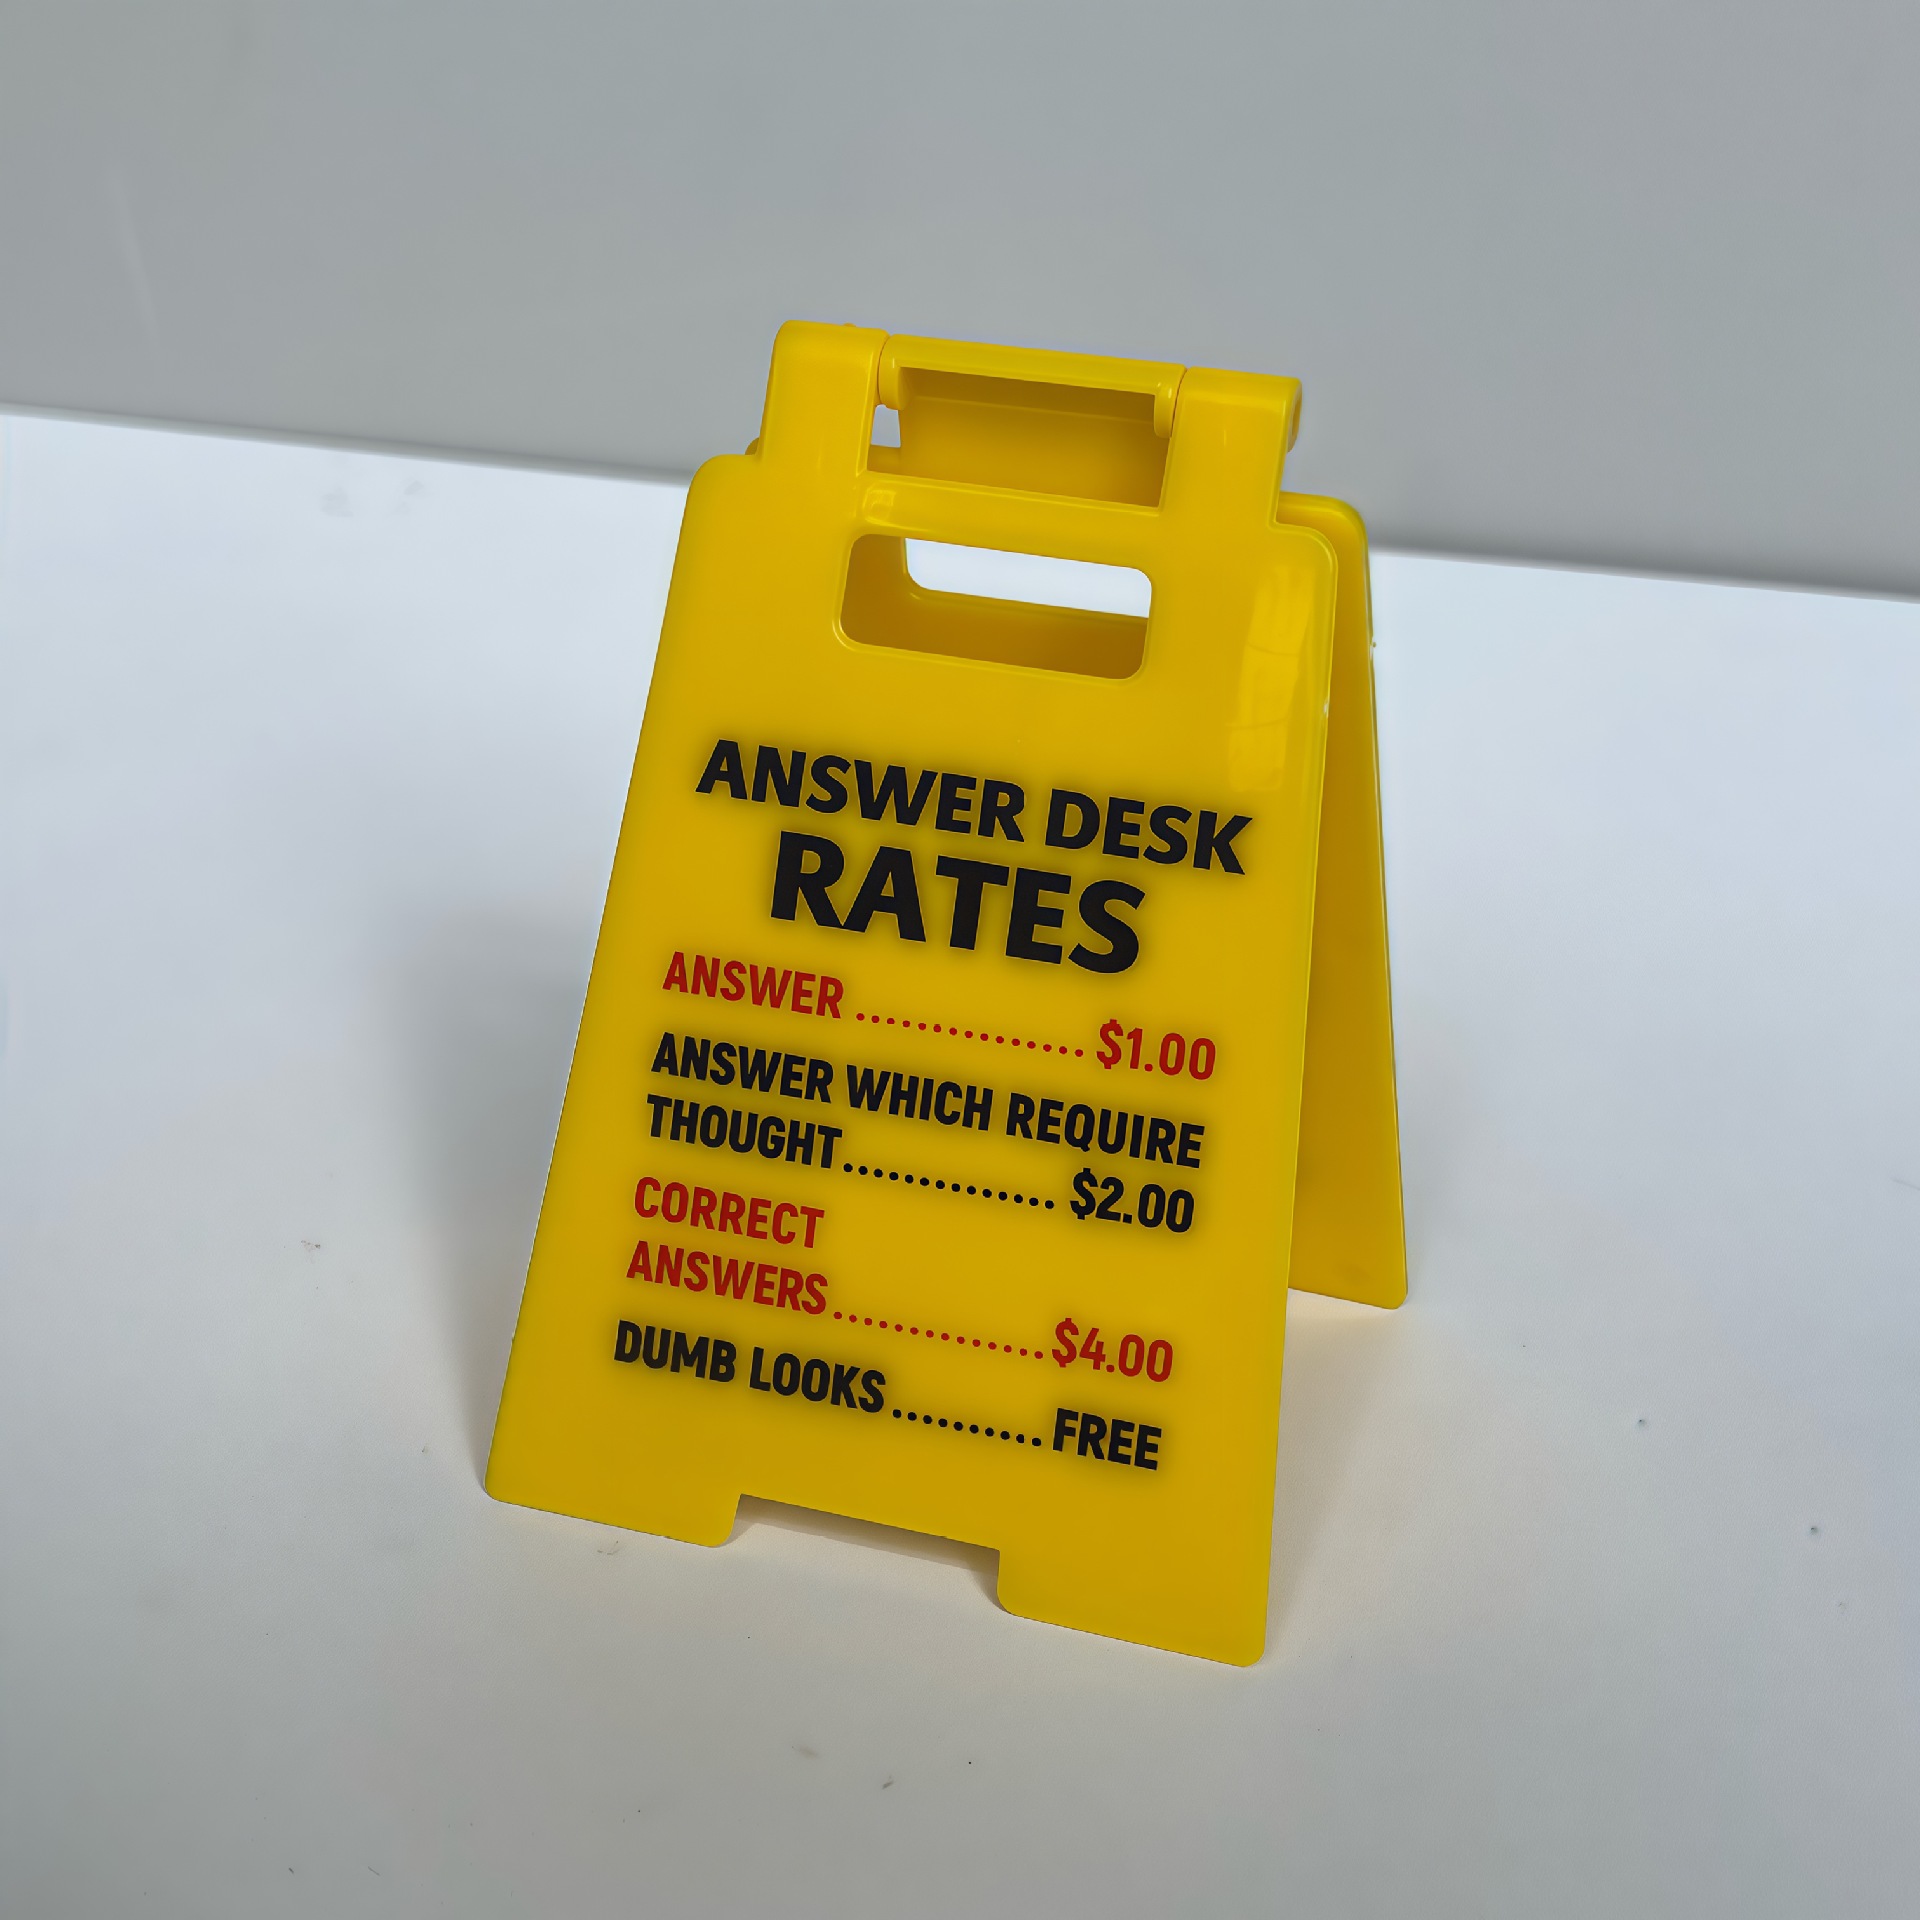 ANSWER DESK
RATES
ANSWER .............. $1.00
ANSWER WHICH REQUIRE
THOUGHT.............. $2.00
CORRECT
ANSWERS..............$4.00
DUMB LOOKS.......... FREE